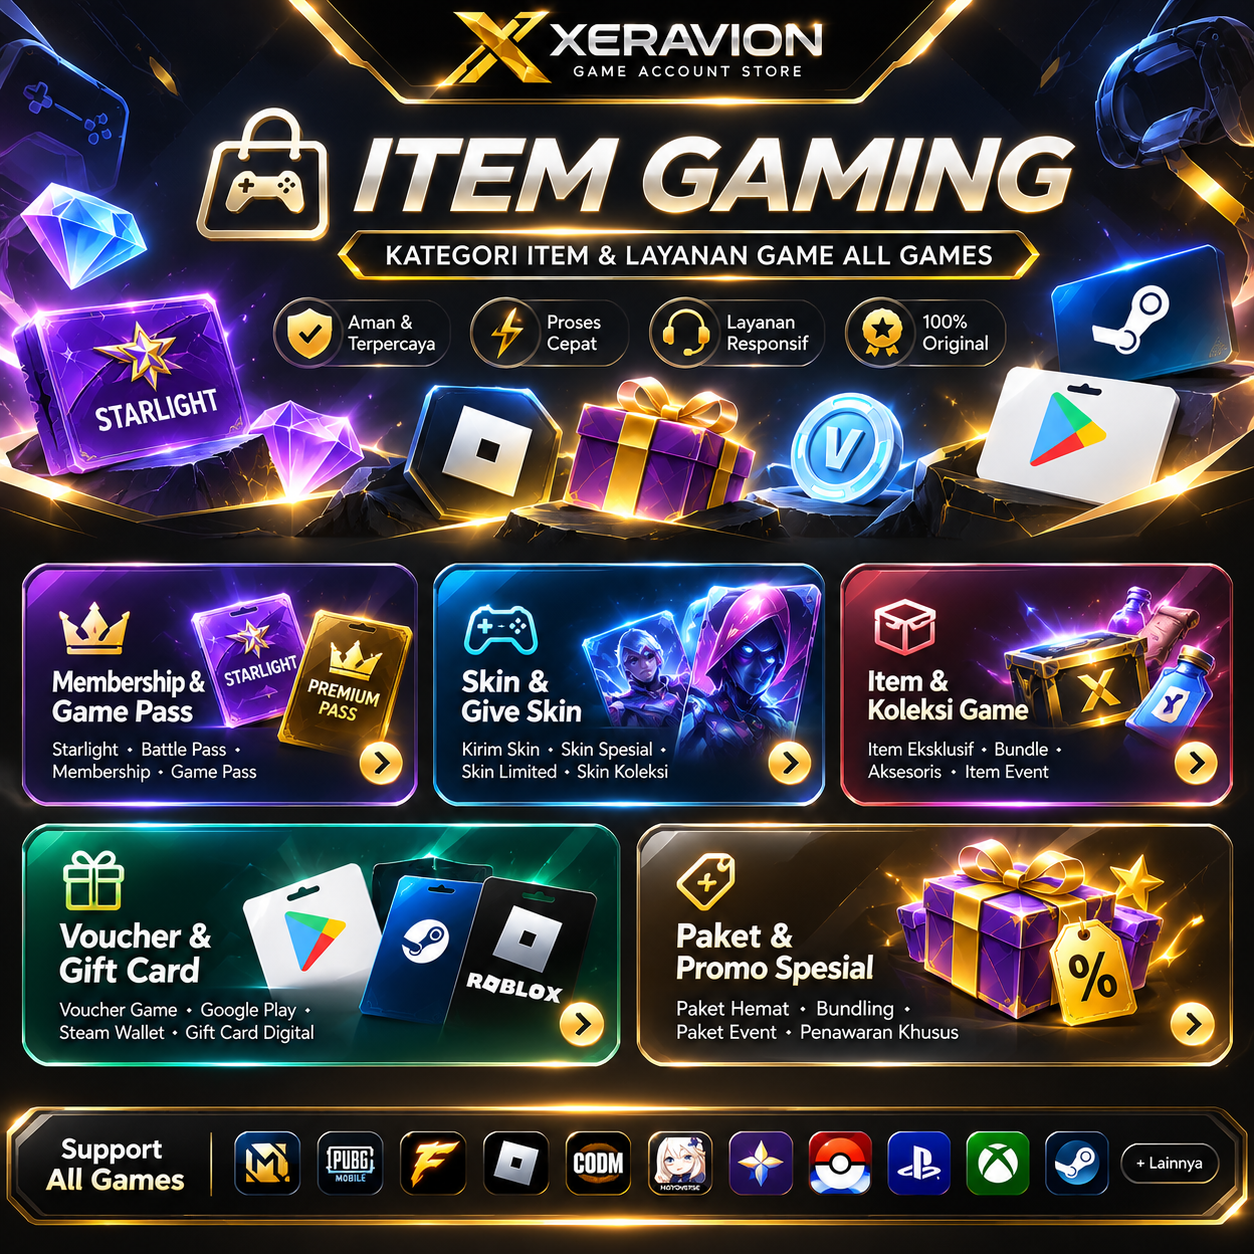 XERAVION
GAME ACCOUNT STORE
ITEM GAMING
KATEGORI ITEM & LAYANAN GAME ALL GAMES
Aman &
Terpercaya
Proses
Cepat
Layanan
Responsif
100%
Original
STARLIGHT
V
Membership &
Game Pass
Starlight • Battle Pass •
Membership • Game Pass
STARLIGHT
PREMIUM
PASS
Skin &
Give Skin
Kirim Skin • Skin Spesial •
Skin Limited • Skin Koleksi
Item &
Koleksi Game
Item Eksklusif • Bundle •
Aksesoris • Item Event
X
Voucher &
Gift Card
Voucher Game • Google Play •
Steam Wallet • Gift Card Digital
ROBLOX
Paket &
Promo Spesial
Paket Hemat • Bundling •
Paket Event • Penawaran Khusus
%
Support
All Games
PUBG
MOBILE
CODM
HOYOVERSE
+ Lainnya